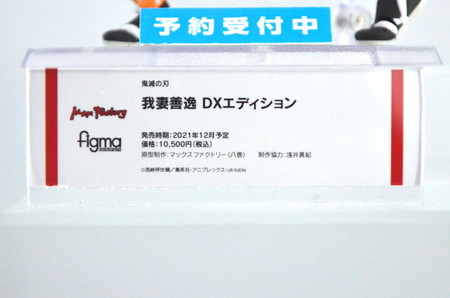 予約受付中
鬼滅の刃
我妻善逸 DXエディション
Max Factory
figma
発売時期：2021年12月予定
価格：10,500円（税込）
原型制作：マックスファクトリー（八巻） 制作協力：浅井真紀
©吾峠呼世晴／集英社・アニプレックス・ufotable